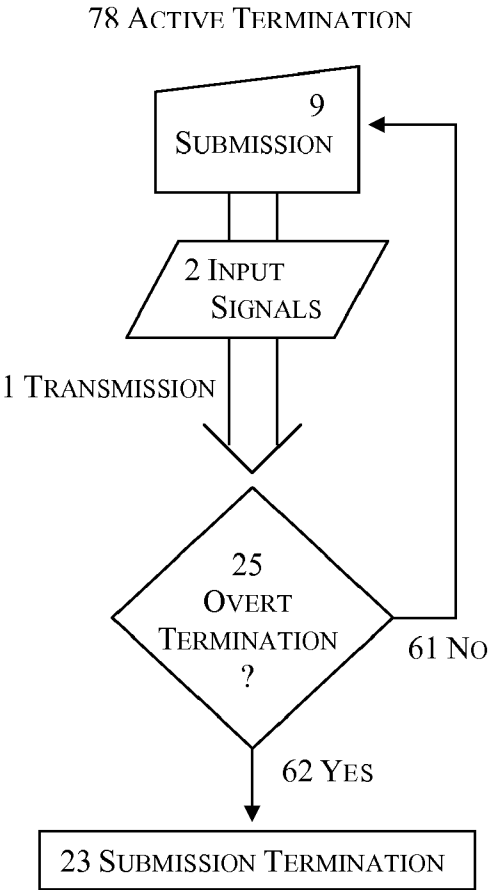 78 ACTIVE TERMINATION
9
SUBMISSION
2 INPUT
SIGNALS
1 TRANSMISSION
25
OVERT
TERMINATION
?
61 NO
62 YES
23 SUBMISSION TERMINATION